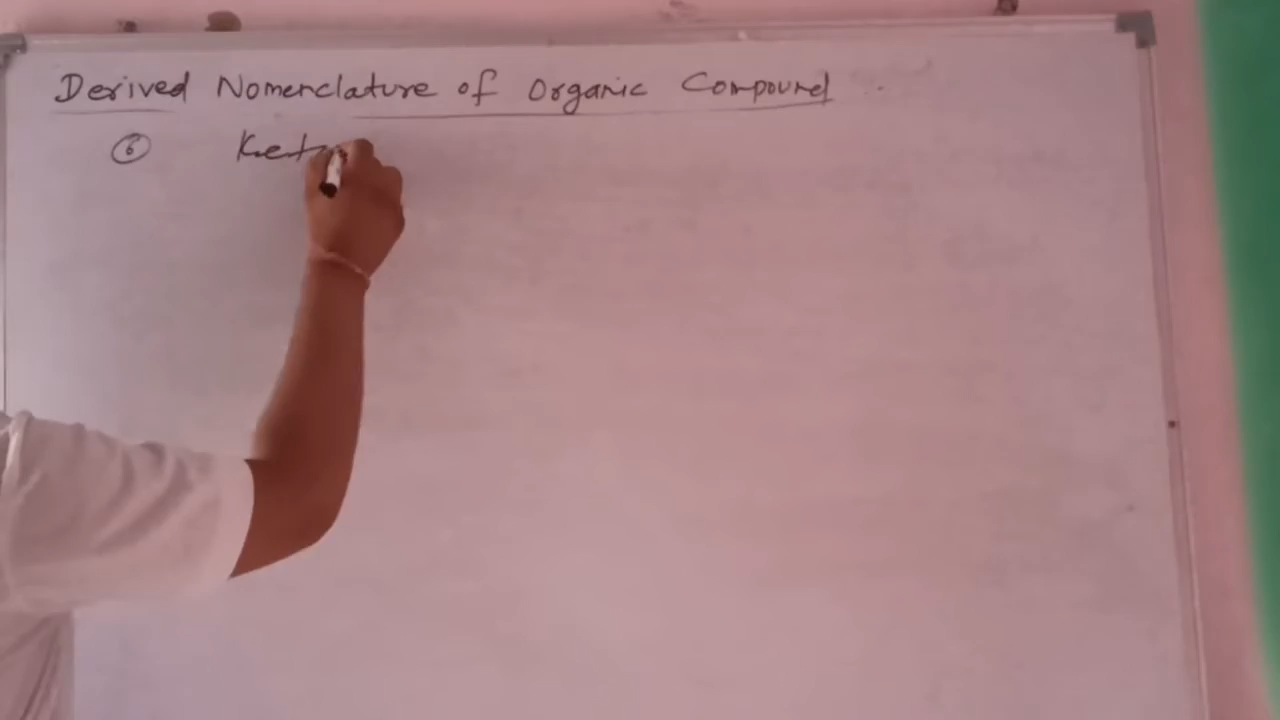 Derived Nomenclature of Organic Compound
⑥ Ket